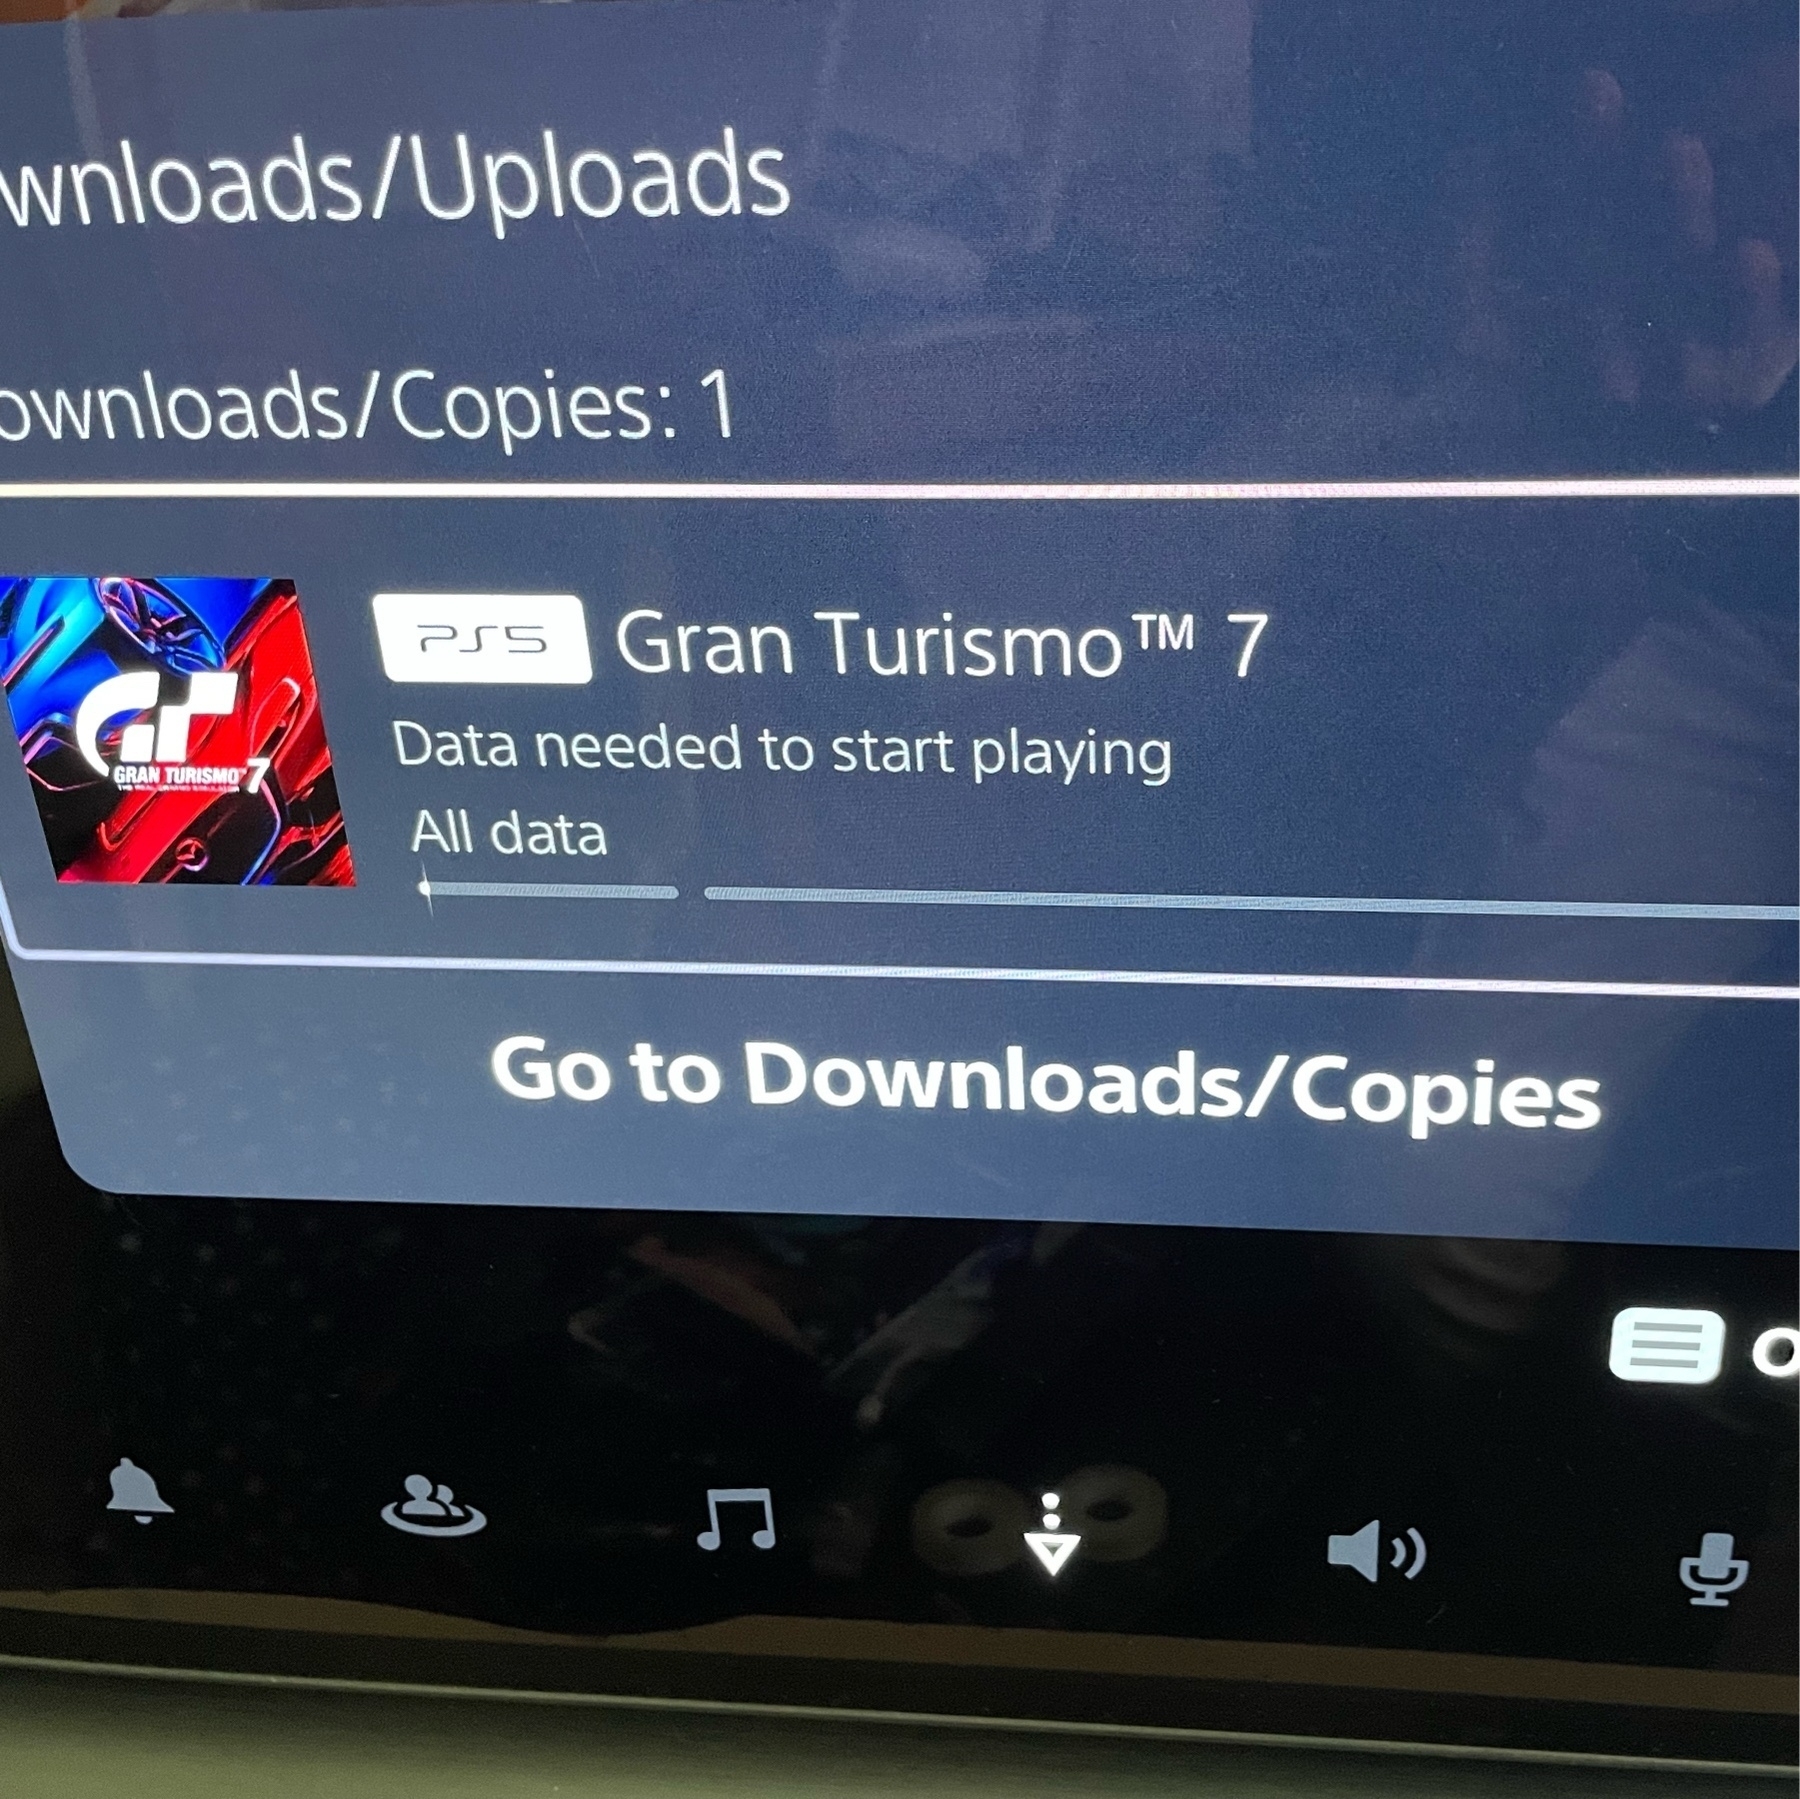 wnloads/Uploads
ownloads/Copies: 1
PS5 Gran Turismo™ 7
GT
GRAN TURISMO 7
Data needed to start playing
All data
Go to Downloads/Copies